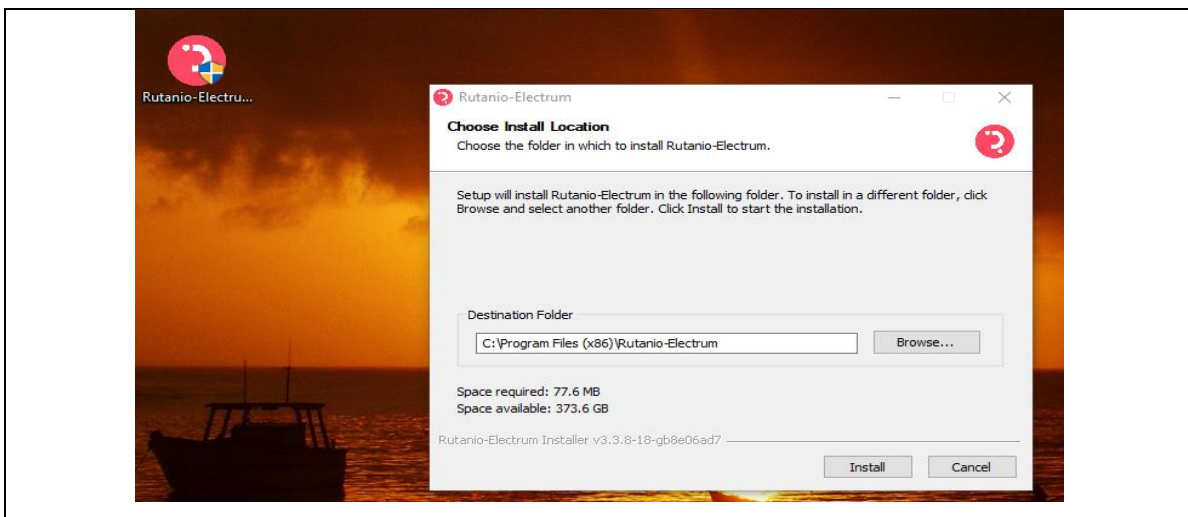 Rutanio-Electru...
Rutanio-Electrum
Choose Install Location
Choose the folder in which to install Rutanio-Electrum.
Setup will install Rutanio-Electrum in the following folder. To install in a different folder, click
Browse and select another folder. Click Install to start the installation.
Destination Folder
C:\Program Files (x86)\Rutanio-Electrum
Browse...
Space required: 77.6 MB
Space available: 373.6 GB
Rutanio-Electrum Installer v3.3.8-18-gb8e06ad7
Install
Cancel